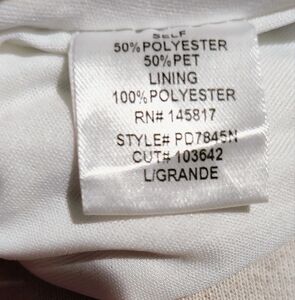 SELF
50%POLYESTER
50%PET
LINING
100%POLYESTER
RN# 145817
STYLE# PD7845N
CUT# 103642
L/GRANDE